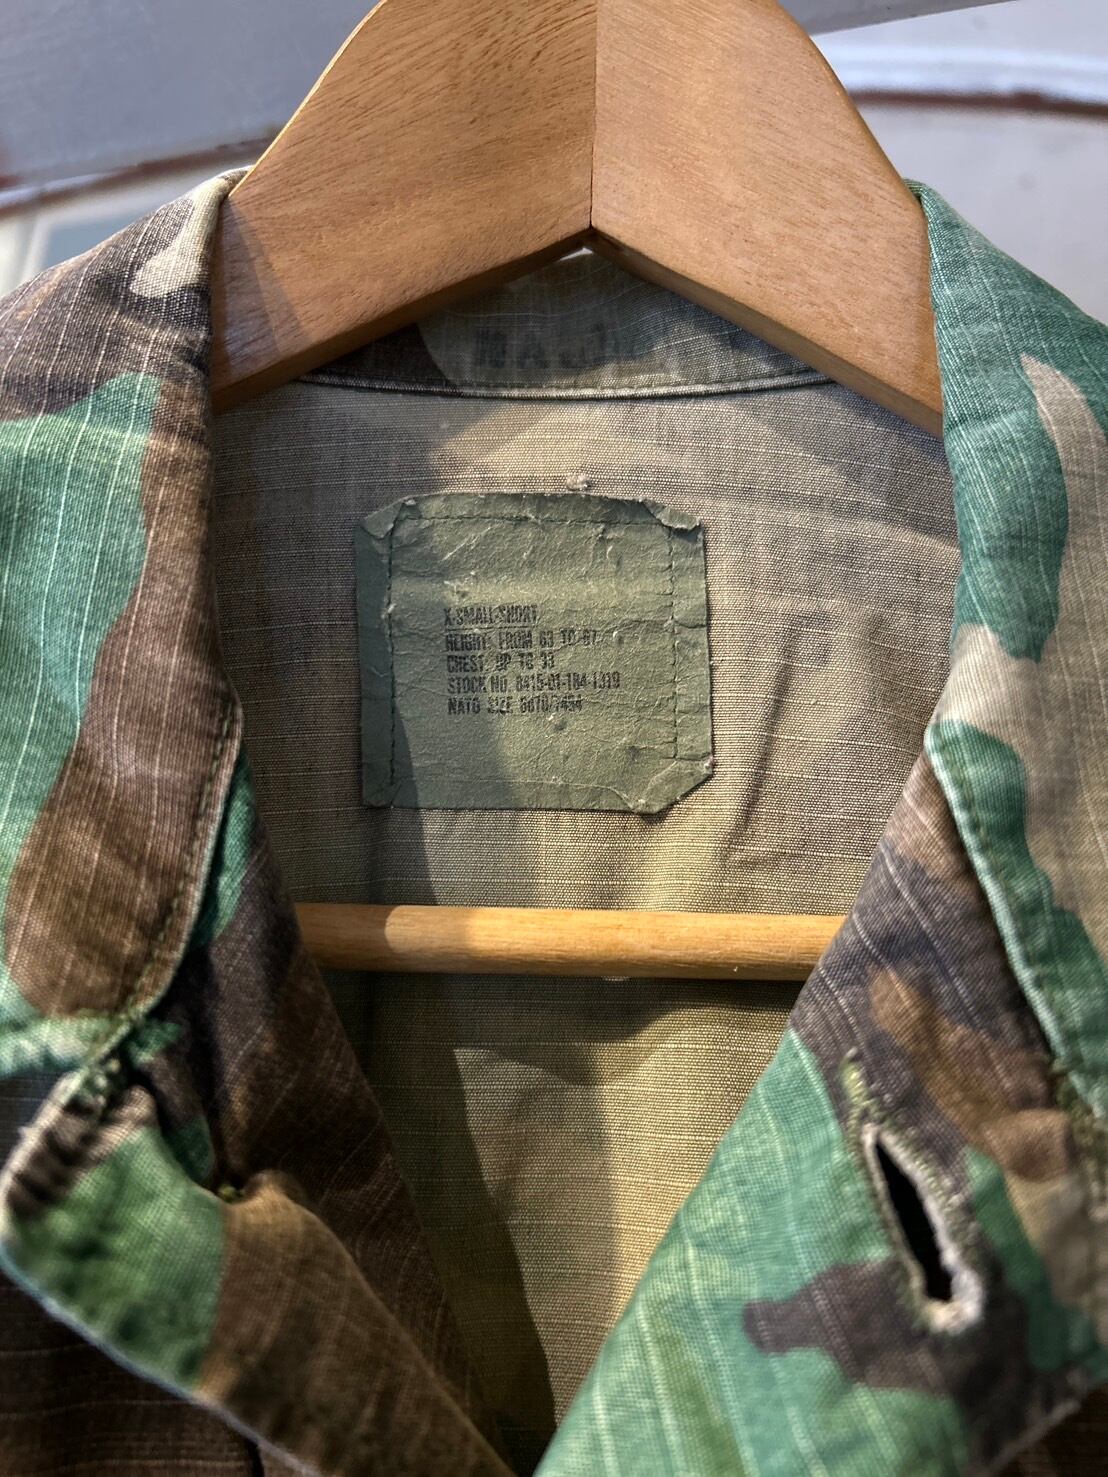 X-SMALL-SHORT
HEIGHT: FROM 63 TO 67
CHEST: UP TO 33
STOCK NO. 8415-01-184-1319
NATO SIZE 6070/7484